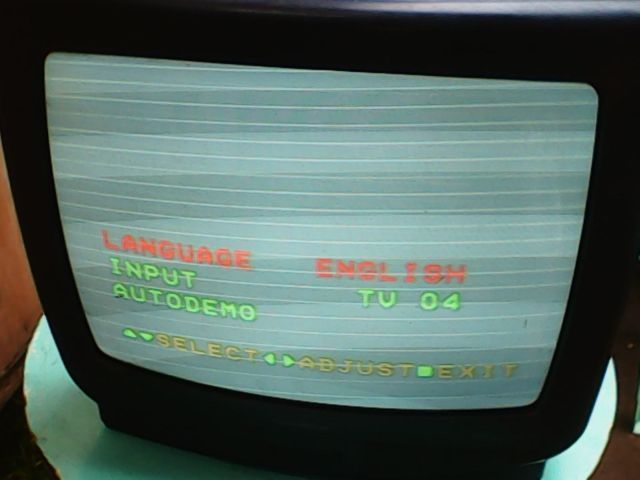 LANGUAGE ENGLISH
INPUT TV 04
AUTODEMO
▲▼SELECT◀▶ADJUST■EXIT